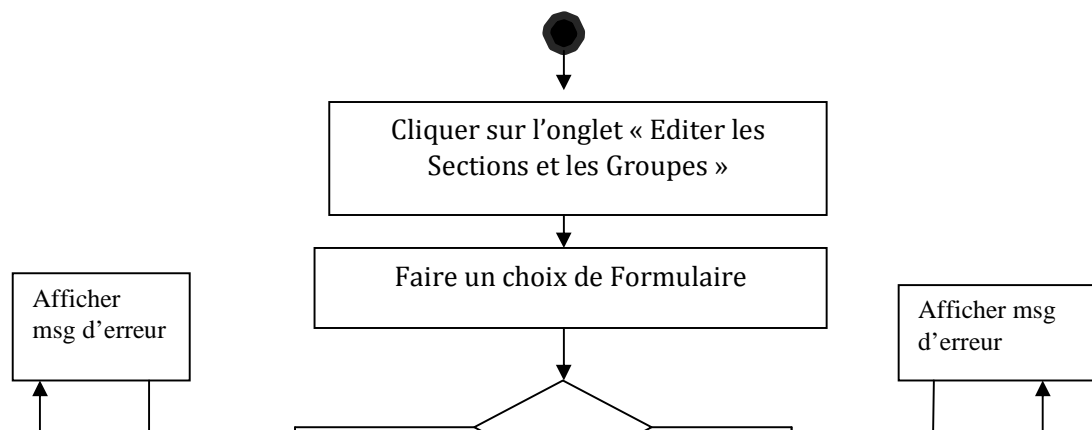 Cliquer sur l’onglet « Editer les
Sections et les Groupes »
Faire un choix de Formulaire
Afficher
msg d’erreur
Afficher msg
d’erreur